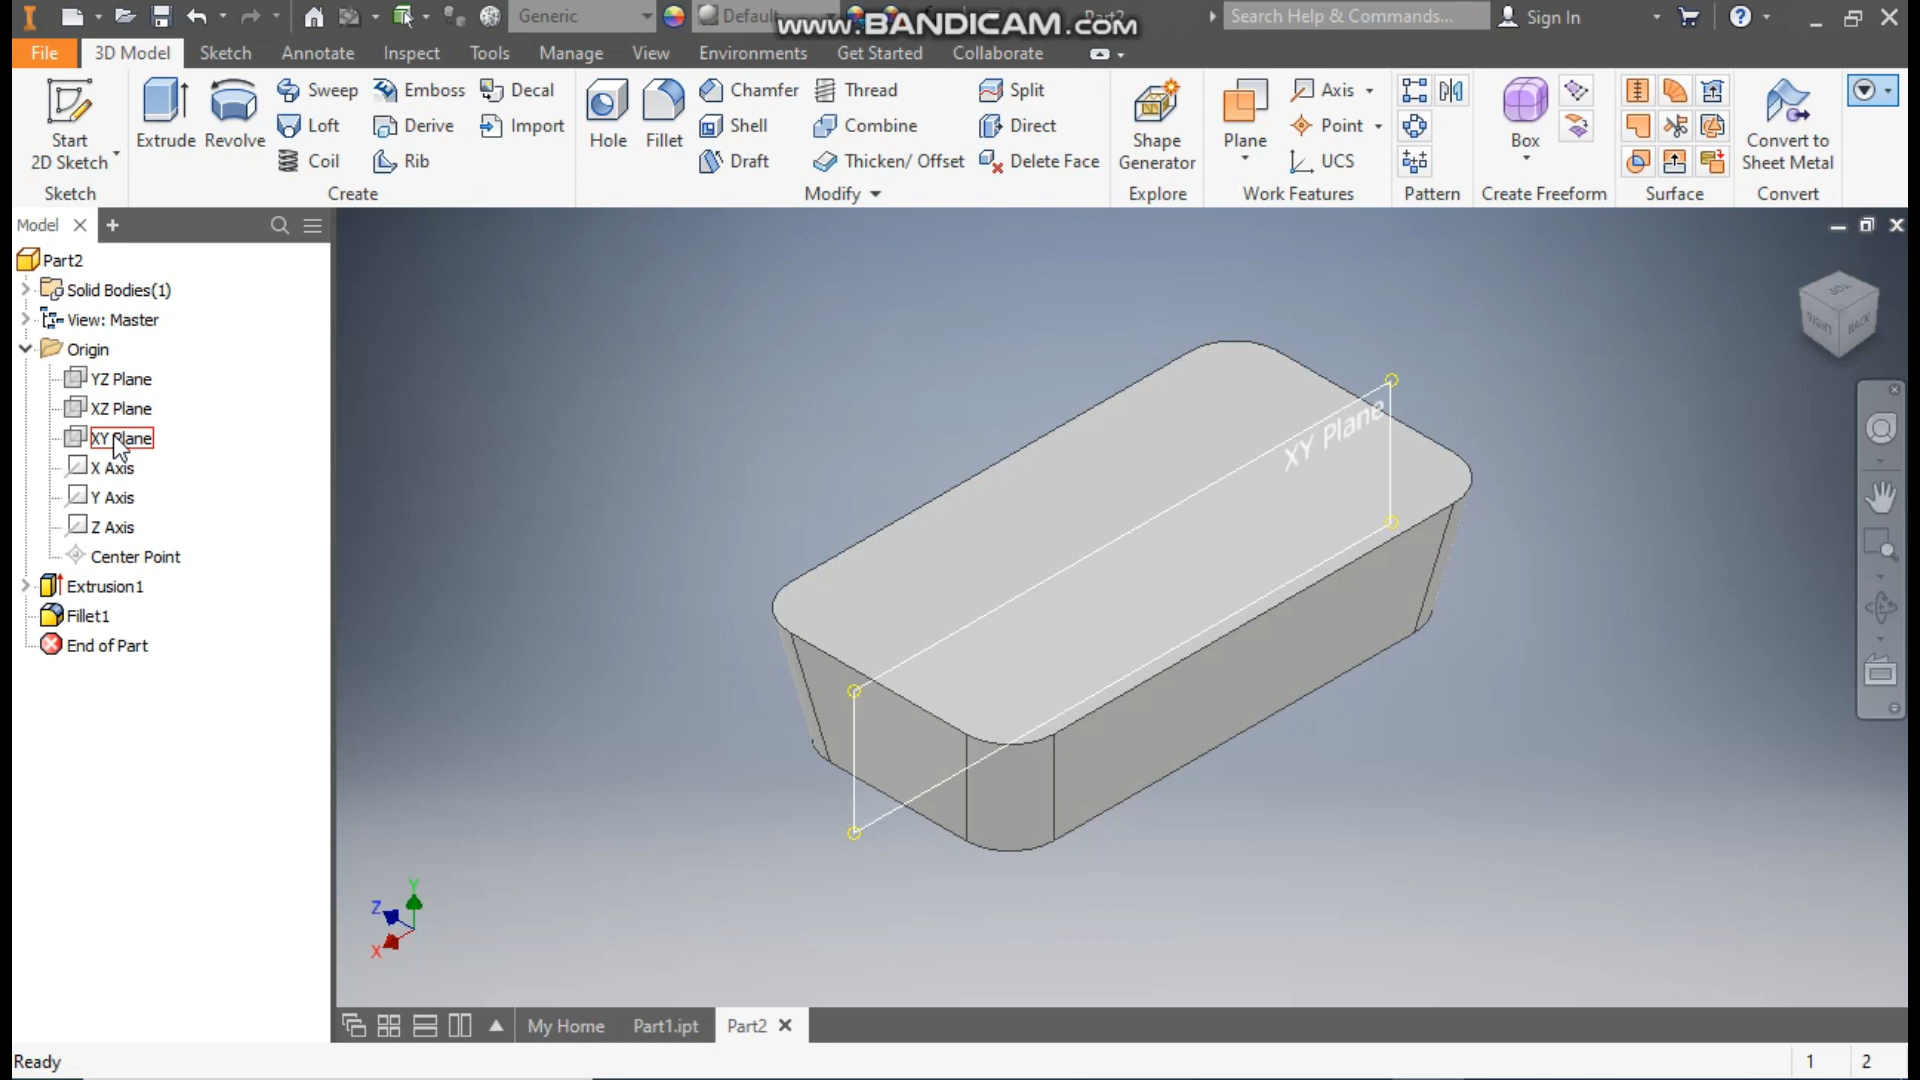 Generic
Default
www.BANDICAM.com
Search Help & Commands...
Sign In
File
3D Model
Sketch
Annotate
Inspect
Tools
Manage
View
Environments
Get Started
Collaborate
Start
2D Sketch
Sketch
Extrude
Revolve
Sweep
Loft
Coil
Emboss
Derive
Rib
Decal
Import
Create
Hole
Fillet
Chamfer
Shell
Draft
Thread
Combine
Thicken/ Offset
Split
Direct
Delete Face
Modify
Shape
Generator
Explore
Plane
Axis
Point
UCS
Work Features
Pattern
Box
Create Freeform
Surface
Convert to
Sheet Metal
Convert
Model
Part2
Solid Bodies(1)
View: Master
Origin
YZ Plane
XZ Plane
XY Plane
X Axis
Y Axis
Z Axis
Center Point
Extrusion1
Fillet1
End of Part
XY Plane
TOP
RIGHT
BACK
Y
Z
X
My Home
Part1.ipt
Part2
Ready
1
2